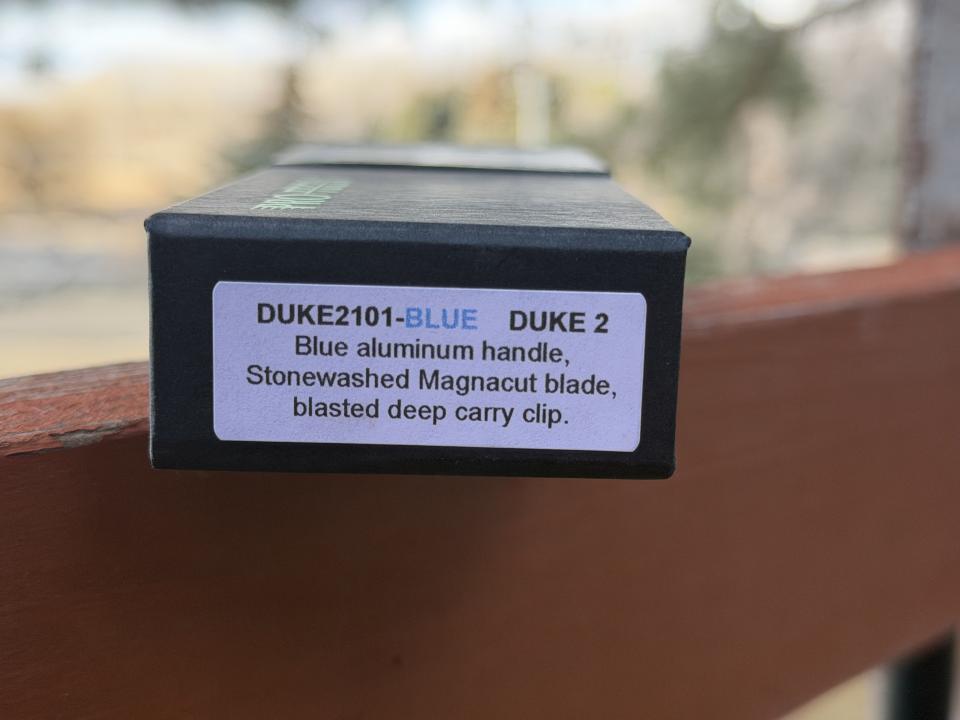 DUKE2101-BLUE DUKE 2
Blue aluminum handle,
Stonewashed Magnacut blade,
blasted deep carry clip.